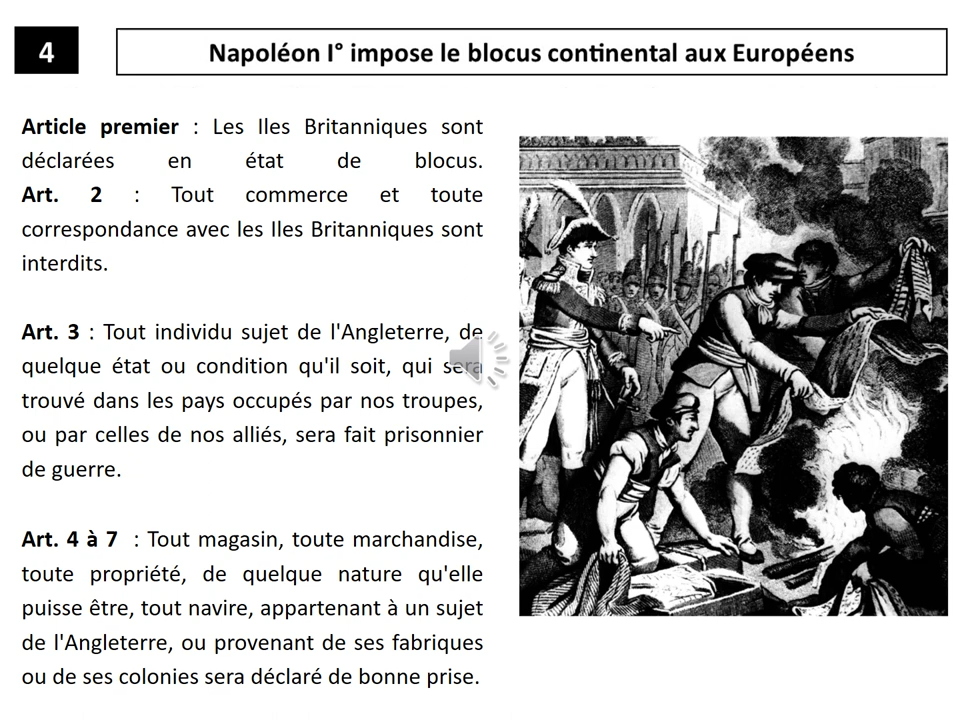 4
Napoléon I° impose le blocus continental aux Européens
Article premier : Les Iles Britanniques sont
déclarées en état de blocus.
Art. 2 : Tout commerce et toute
correspondance avec les Iles Britanniques sont
interdits.
Art. 3 : Tout individu sujet de l'Angleterre, de
quelque état ou condition qu'il soit, qui sera
trouvé dans les pays occupés par nos troupes,
ou par celles de nos alliés, sera fait prisonnier
de guerre.
Art. 4 à 7 : Tout magasin, toute marchandise,
toute propriété, de quelque nature qu'elle
puisse être, tout navire, appartenant à un sujet
de l'Angleterre, ou provenant de ses fabriques
ou de ses colonies sera déclaré de bonne prise.